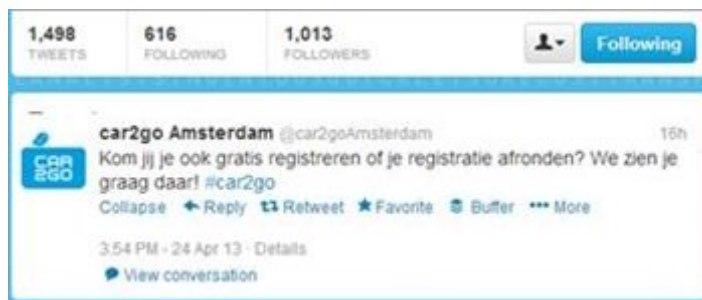 1,498 616 1,013
TWEETS FOLLOWING FOLLOWERS
Following
car2go Amsterdam @car2goAmsterdam 16h
CAR
2GO
Kom jij je ook gratis registreren of je registratie afronden? We zien je
graag daar! #car2go
Collapse Reply Retweet Favorite Buffer More
3:54 PM - 24 Apr 13 · Details
View conversation